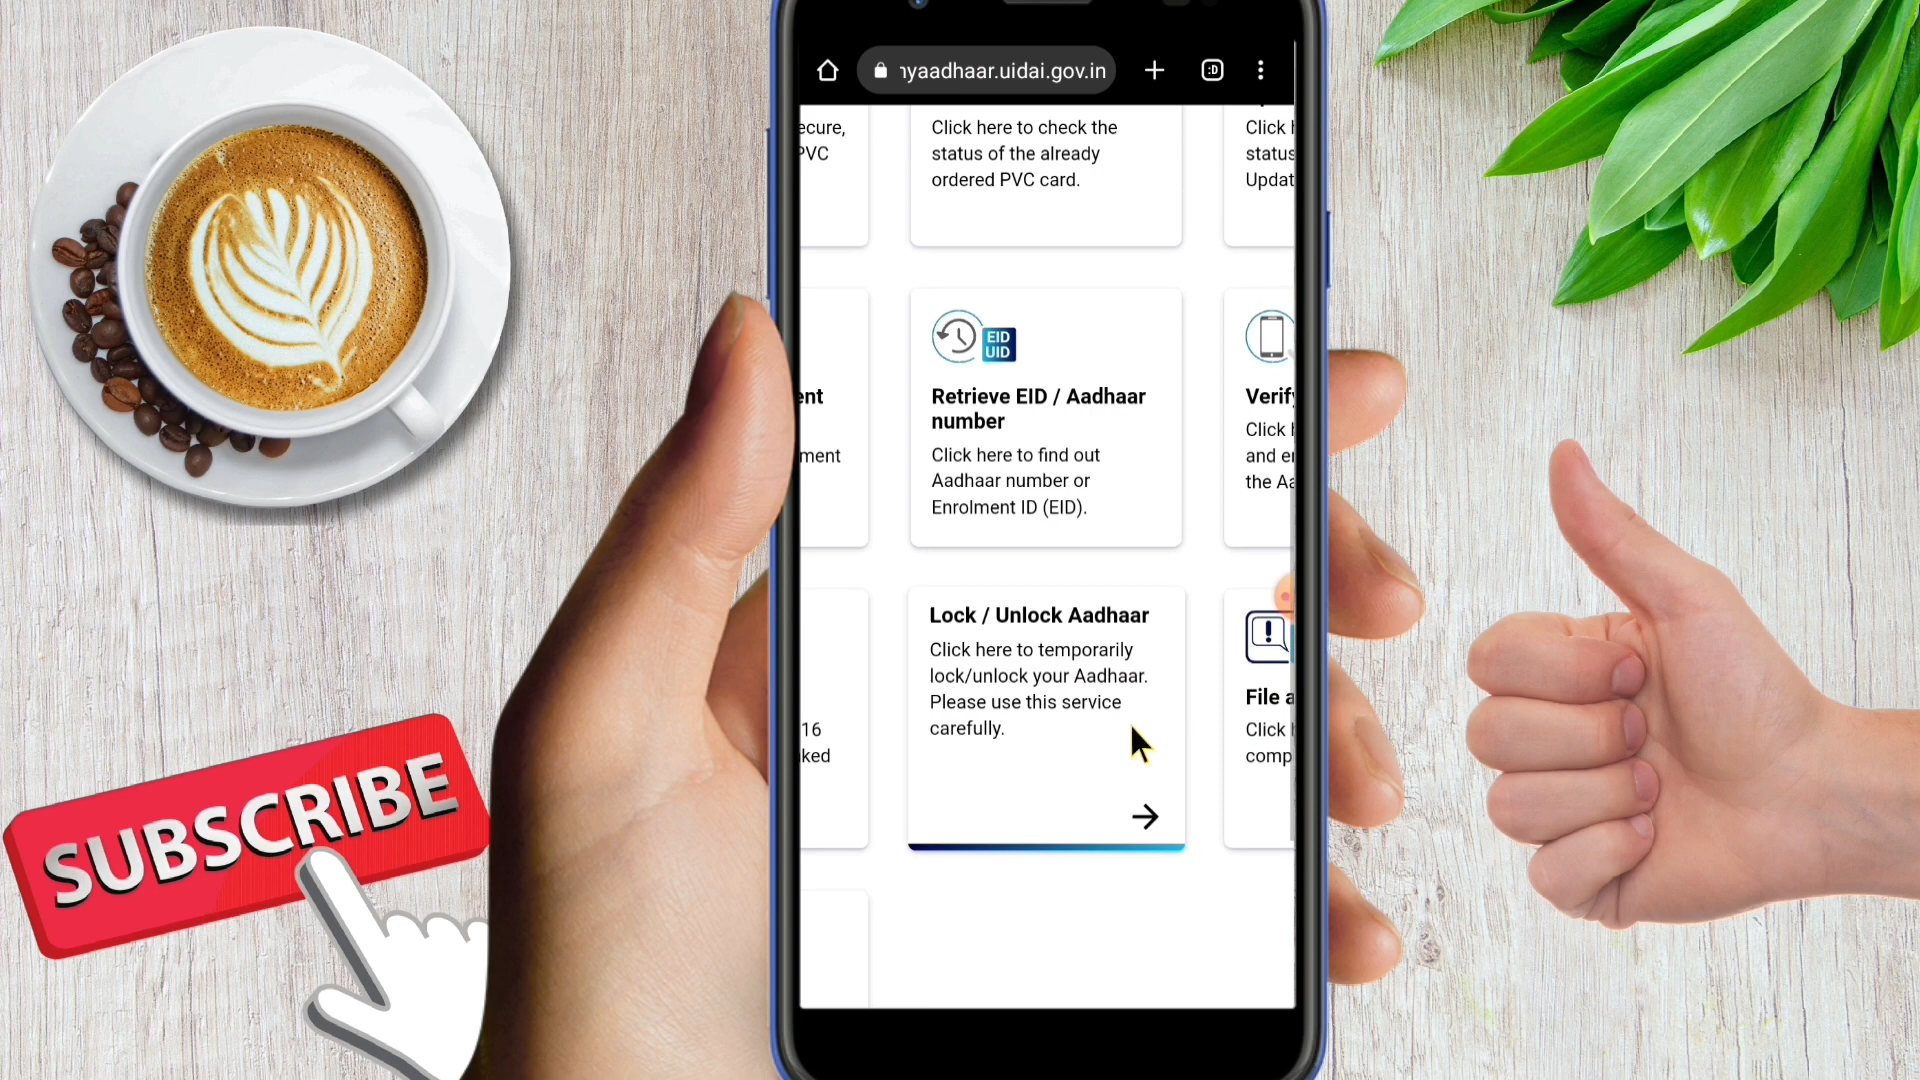 nyaadhaar.uidai.gov.in
:D
ecure,
PVC
Click here to check the
status of the already
ordered PVC card.
Click
status
Updat
ent
ment
EID
UID
Retrieve EID / Aadhaar
number
Click here to find out
Aadhaar number or
Enrolment ID (EID).
Verify
Click
and en
the Aa
16
ked
Lock / Unlock Aadhaar
Click here to temporarily
lock/unlock your Aadhaar.
Please use this service
carefully.
File a
Click
comp
SUBSCRIBE